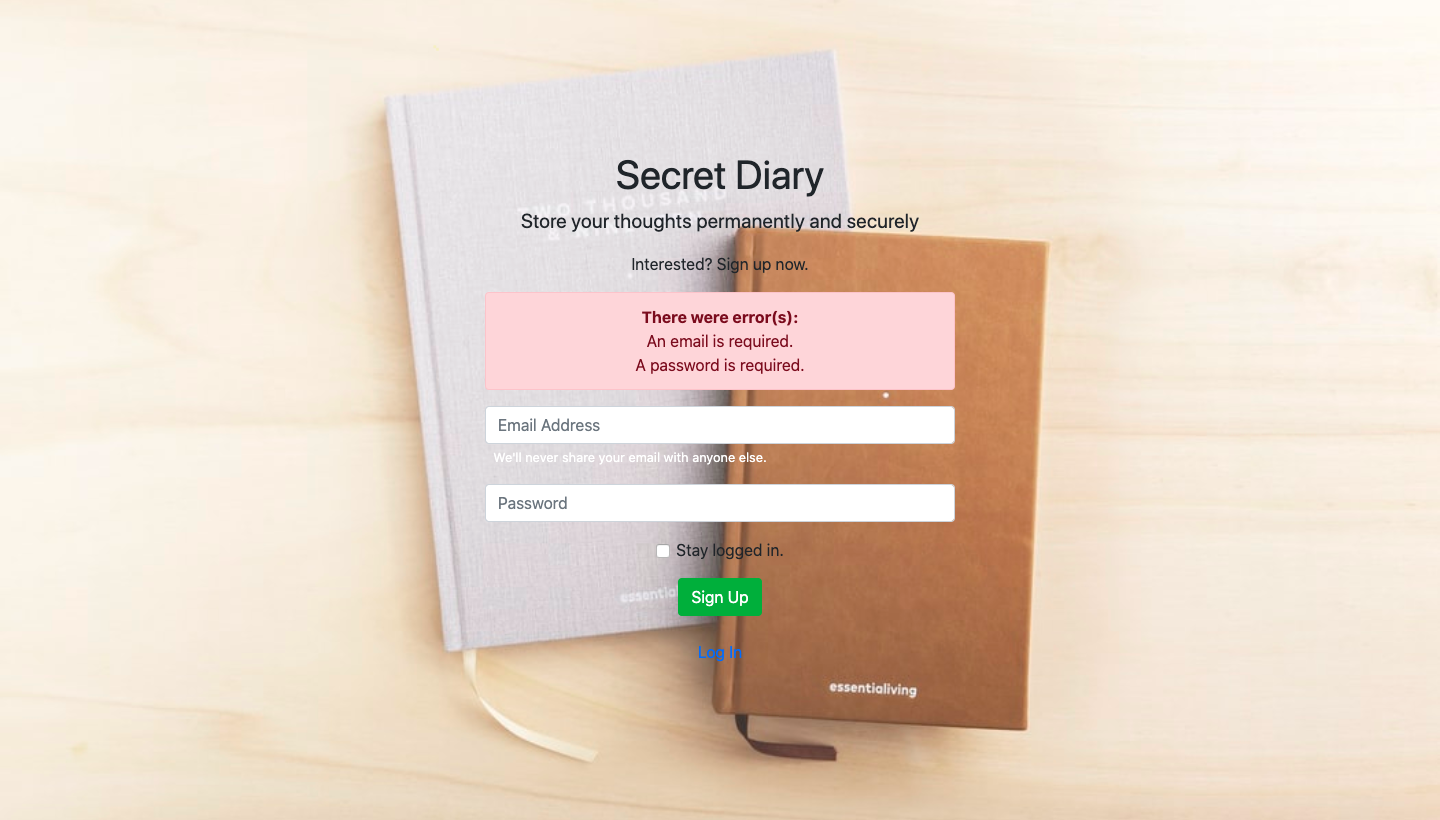 Secret Diary
TWO THOUSAND
Store your thoughts permanently and securely
Interested? Sign up now.
There were error(s):
An email is required.
A password is required.
Email Address
We'll never share your email with anyone else.
Password
Stay logged in.
Sign Up
Log In
essentialiving